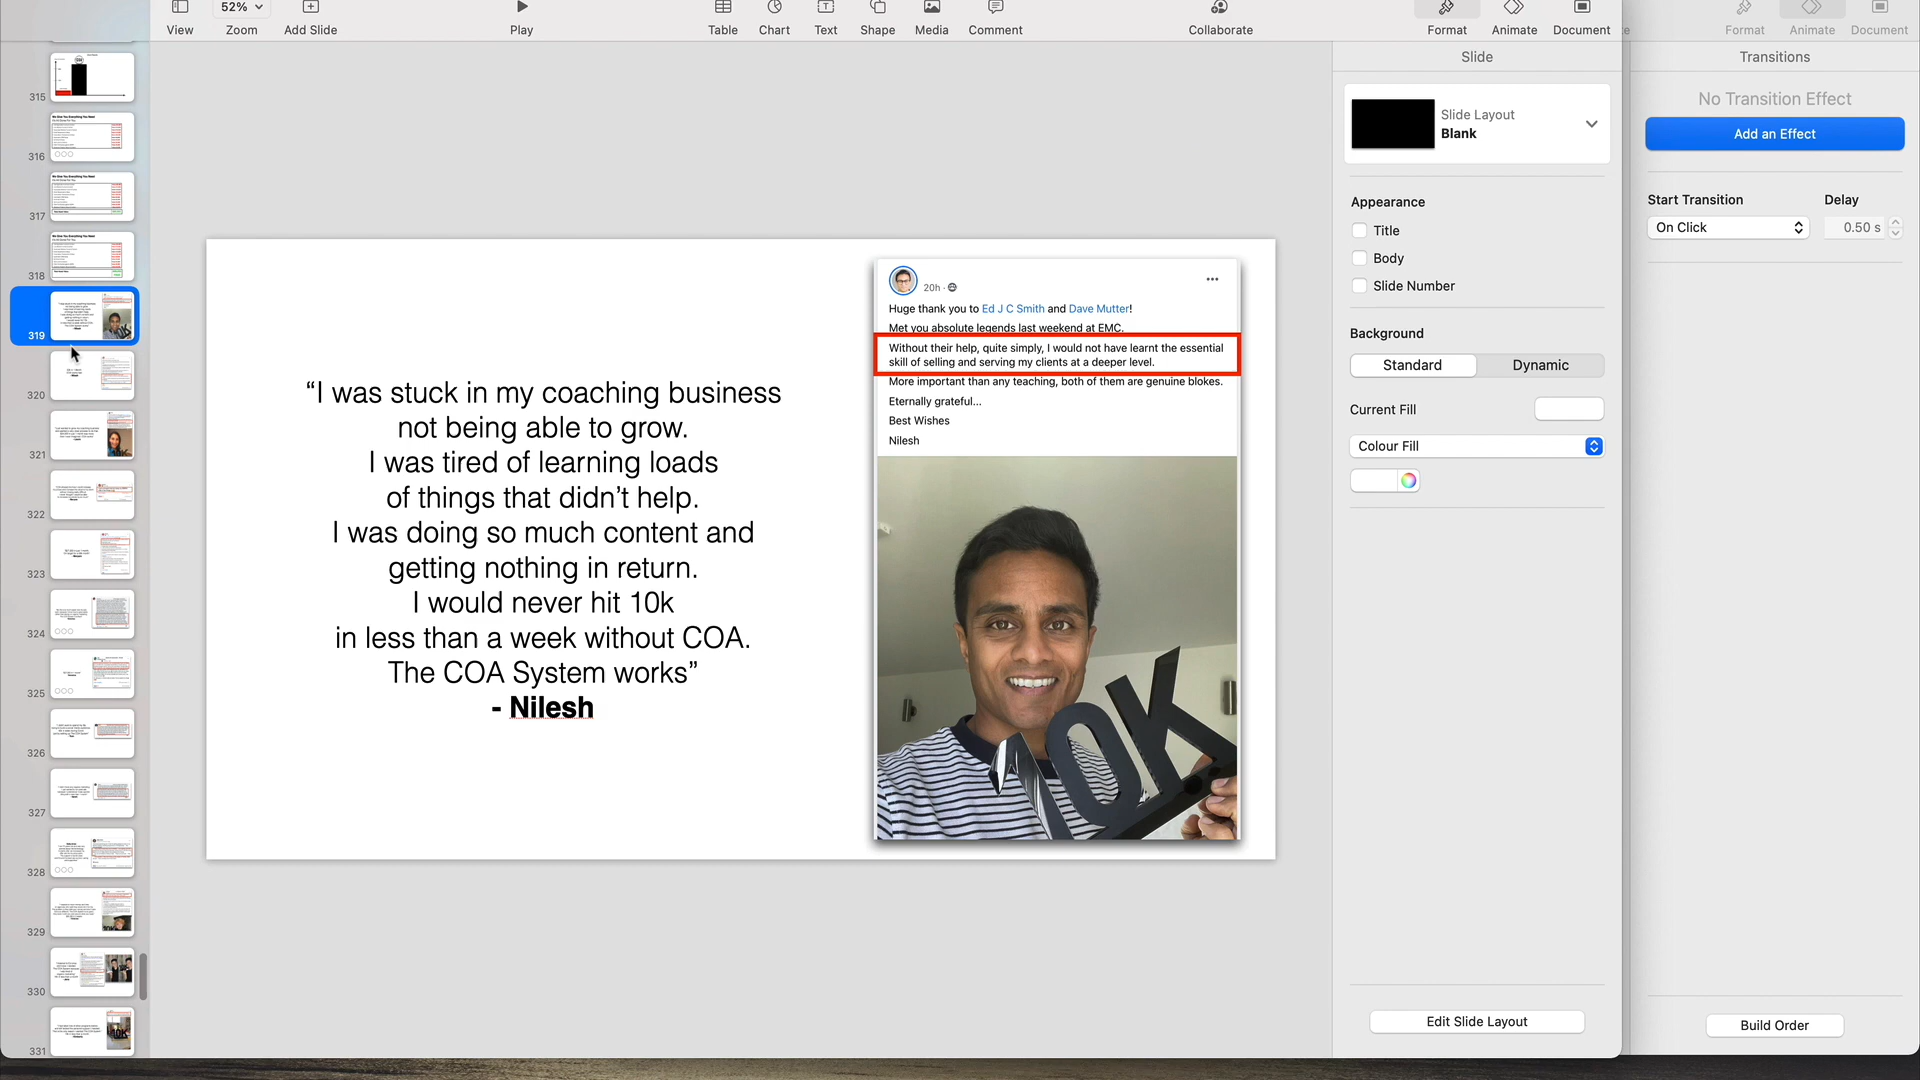 View
52%
Zoom
Add Slide
Play
Table
Chart
Text
Shape
Media
Comment
Collaborate
Format
Animate
Document
Format
Animate
Document
315
316
317
318
319
320
321
322
323
324
325
326
327
328
329
330
331
“I was stuck in my coaching business
not being able to grow.
I was tired of learning loads
of things that didn’t help.
I was doing so much content and
getting nothing in return.
I would never hit 10k
in less than a week without COA.
The COA System works”
- Nilesh
20h
Huge thank you to Ed J C Smith and Dave Mutter!
Met you absolute legends last weekend at EMC.
Without their help, quite simply, I would not have learnt the essential
skill of selling and serving my clients at a deeper level.
More important than any teaching, both of them are genuine blokes.
Eternally grateful...
Best Wishes
Nilesh
10K
Slide
Slide Layout
Blank
Appearance
Title
Body
Slide Number
Background
Standard
Dynamic
Current Fill
Colour Fill
Edit Slide Layout
Transitions
No Transition Effect
Add an Effect
Start Transition
Delay
On Click
0.50 s
Build Order